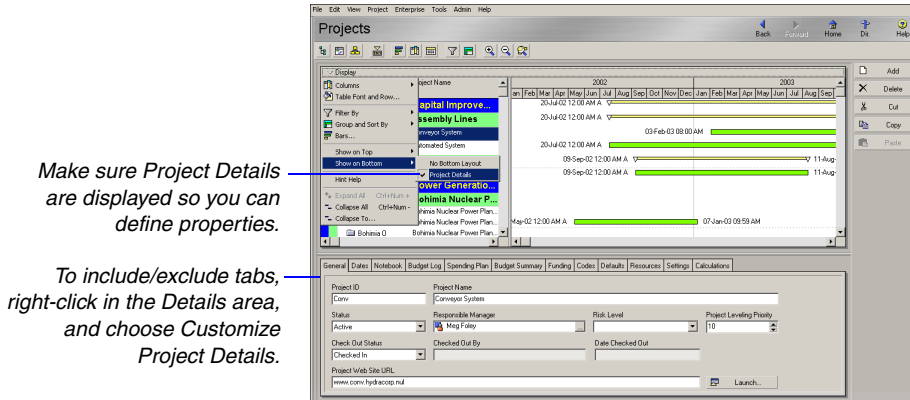 File Edit View Project Enterprise Tools Admin Help
Projects
Back Forward Home Dir. Help
Display
Columns
Table Font and Row...
Filter By
Group and Sort By
Bars...
Show on Top
Show on Bottom
Hint Help
Expand All Ctrl+Num +
Collapse All Ctrl+Num -
Collapse To...
No Bottom Layout
Project Details
oject Name
apital Improve...
ssembly Lines
nveyor System
utomated System
ower Generatio...
ohimia Nuclear P...
ohimia Nuclear Power Plan...
ohimia Nuclear Power Plan...
Bohimia O Bohimia Nuclear Power Plan...
2002 2003
an Feb Mar Apr May Jun Jul Aug Sep Oct Nov Dec Jan Feb Mar Apr May Jun Jul Aug Sep
20-Jul-02 12:00 AM A
20-Jul-02 12:00 AM A
03-Feb-03 08:00 AM
20-Jul-02 12:00 AM A
09-Sep-02 12:00 AM A 11-Aug-
09-Sep-02 12:00 AM A 11-Aug-
May-02 12:00 AM A 07-Jan-03 09:59 AM
Add
Delete
Cut
Copy
Paste
Make sure Project Details
are displayed so you can
define properties.
To include/exclude tabs,
right-click in the Details area,
and choose Customize
Project Details.
General Dates Notebook Budget Log Spending Plan Budget Summary Funding Codes Defaults Resources Settings Calculations
Project ID Project Name
Conv Conveyor System
Status Responsible Manager Risk Level Project Leveling Priority
Active Meg Foley ... 10
Check Out Status Checked Out By Date Checked Out
Checked In
Project Web Site URL
www.conv.hydracorp.nul Launch...